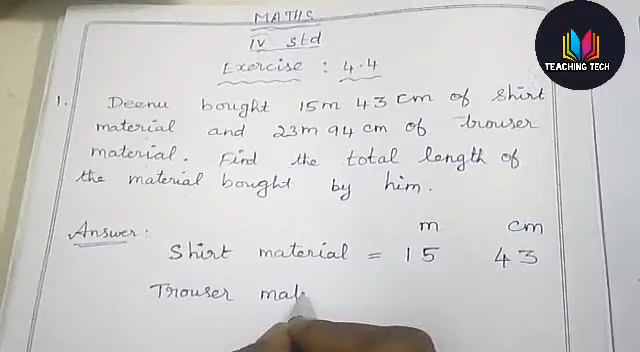 MATHS
IV Std
Exercise : 4.4
1. Deenu bought 15m 43 cm of shirt
material and 23m 94 cm of trouser
material. Find the total length of
the material bought by him.
Answer:
m cm
Shirt material = 15 43
Trouser mat
TEACHING TECH